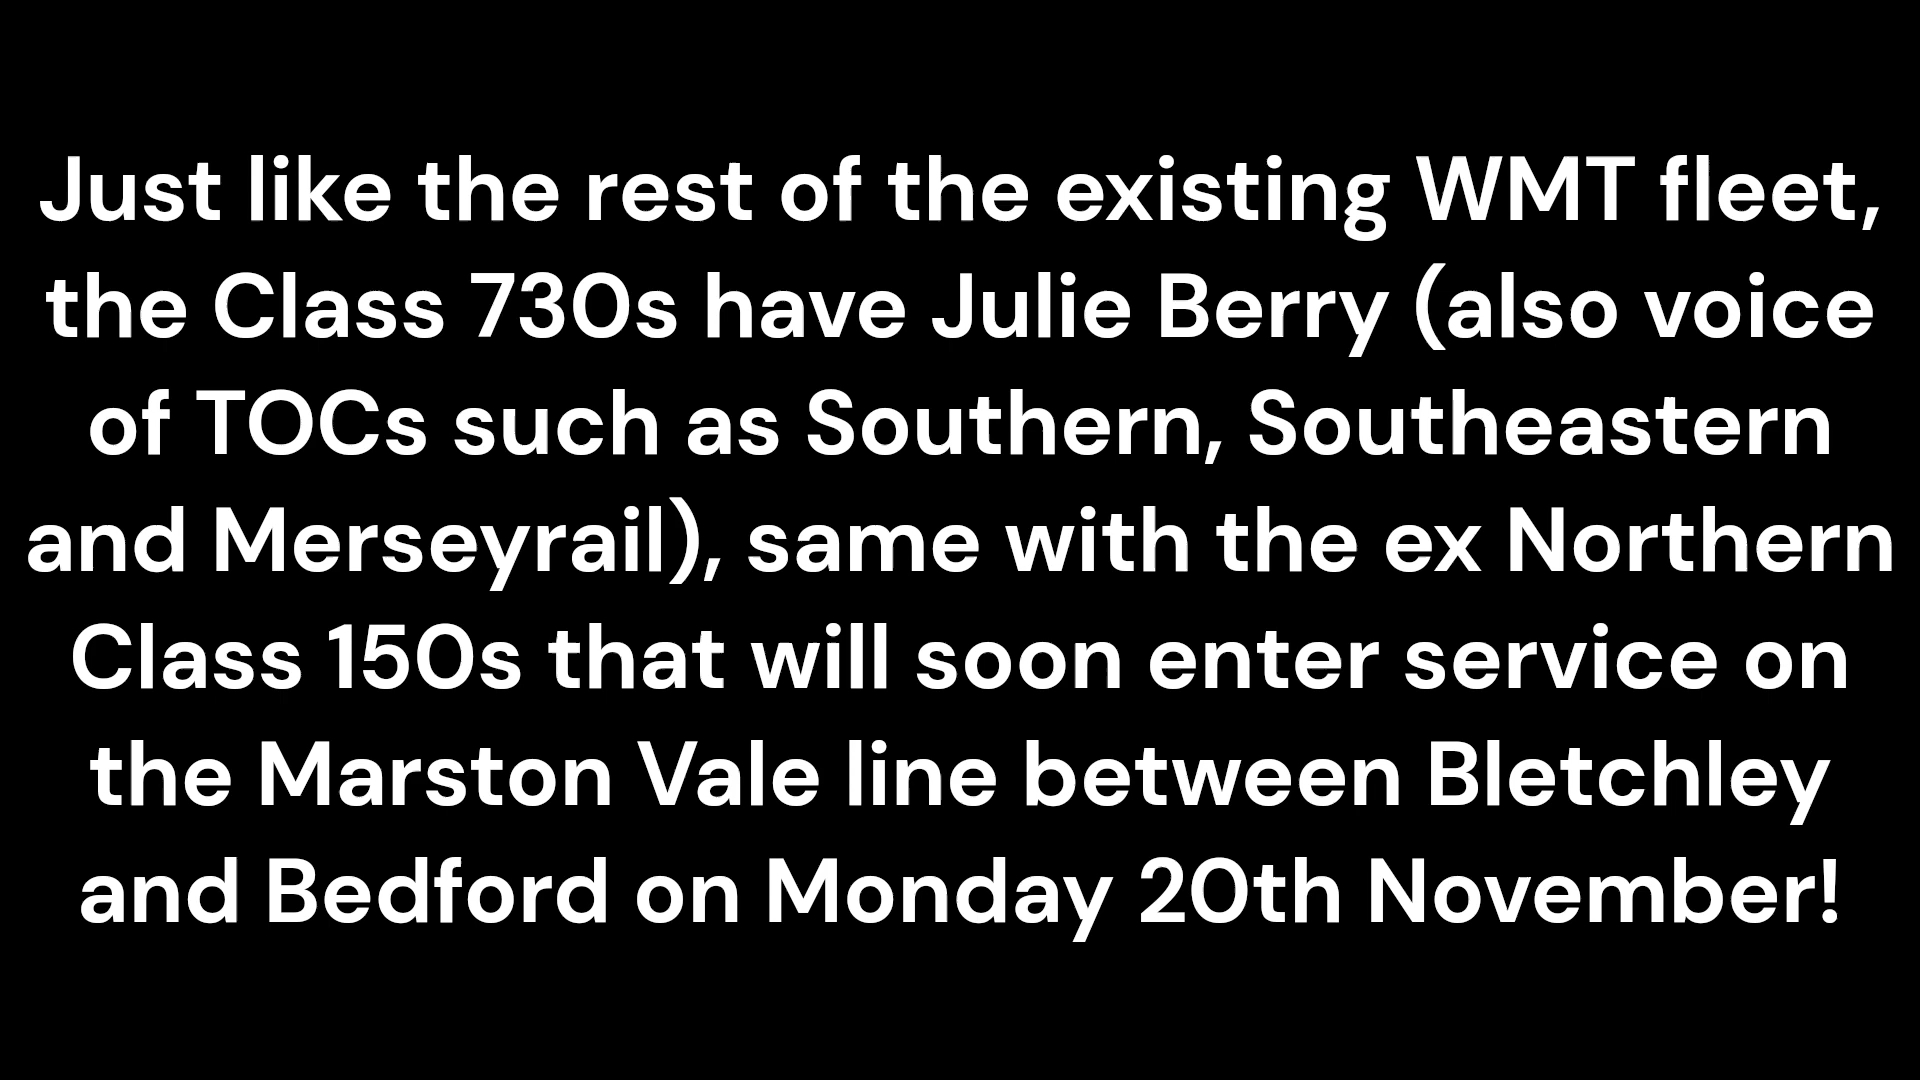 Just like the rest of the existing WMT fleet,
the Class 730s have Julie Berry (also voice
of TOCs such as Southern, Southeastern
and Merseyrail), same with the ex Northern
Class 150s that will soon enter service on
the Marston Vale line between Bletchley
and Bedford on Monday 20th November!